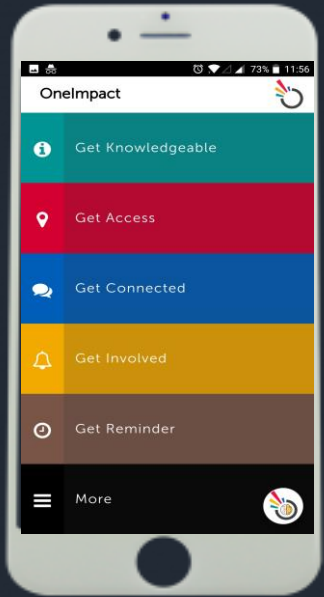 73% 11:56
OneImpact
Get Knowledgeable
Get Access
Get Connected
Get Involved
Get Reminder
More